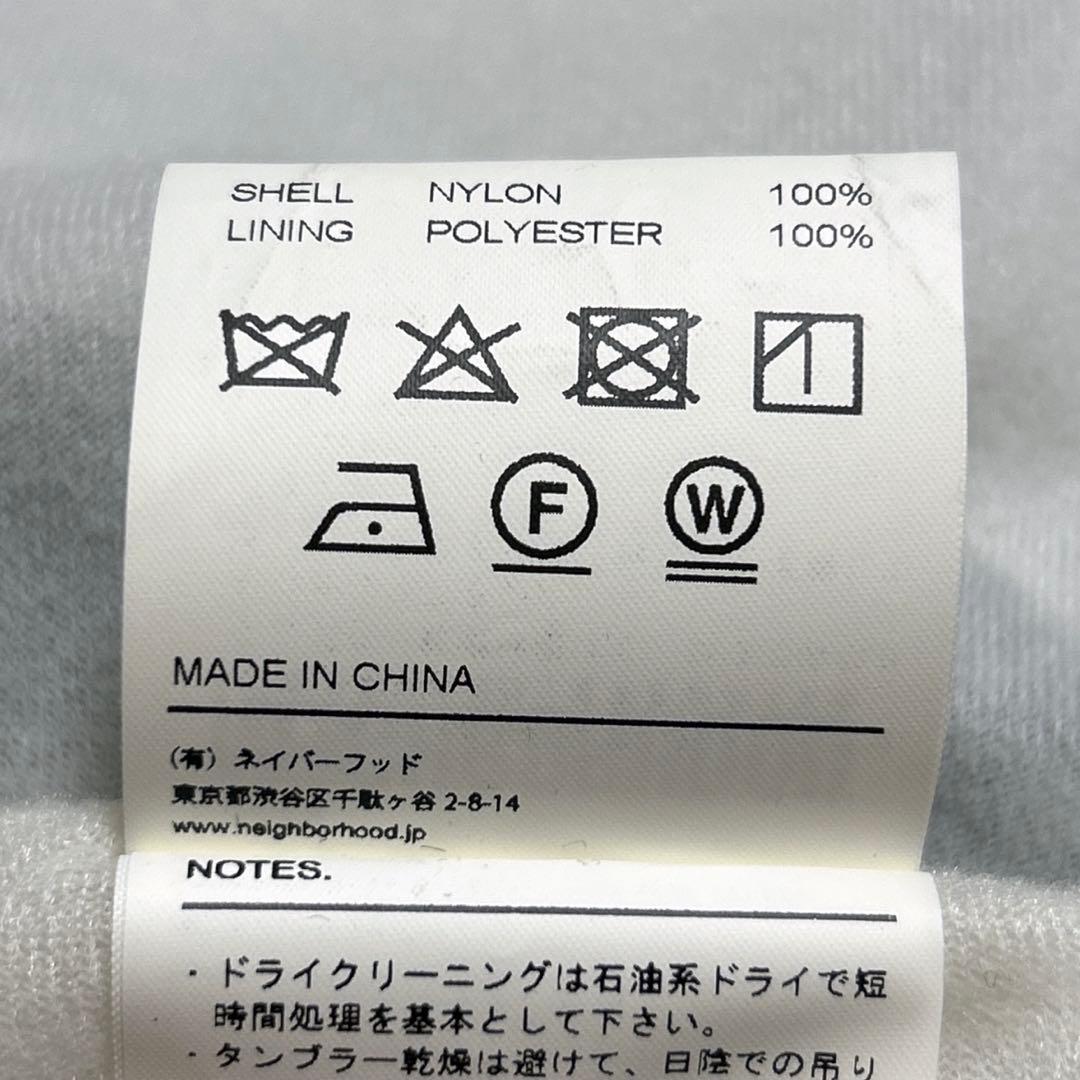 SHELL NYLON 100%
LINING POLYESTER 100%
F W
MADE IN CHINA
(有) ネイバーフッド
東京都渋谷区千駄ヶ谷 2-8-14
www.neighborhood.jp
NOTES.
・ドライクリーニングは石油系ドライで短
時間処理を基本として下さい。
・タンブラー乾燥は避けて、日陰での吊り